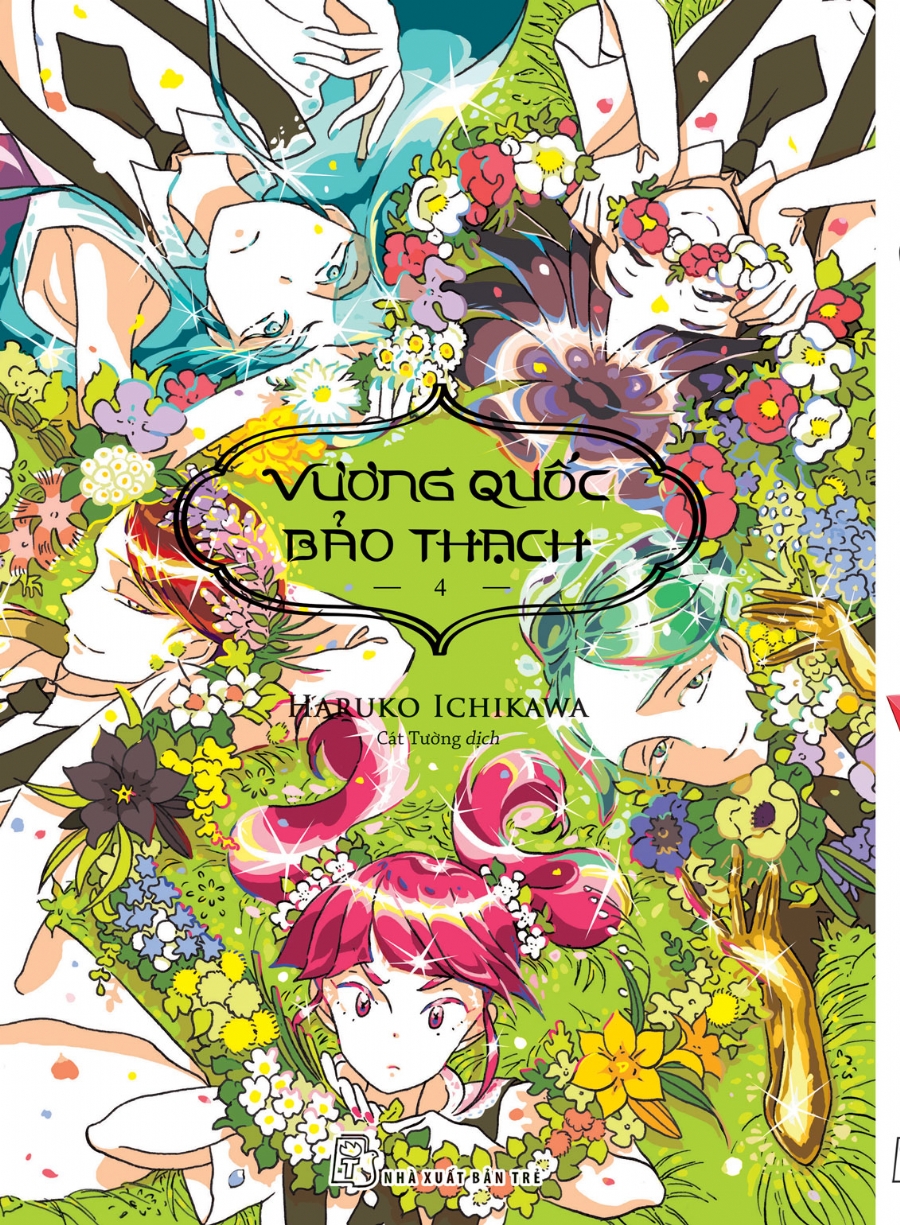 VƯƠNG QUỐC
BẢO THẠCH
— 4 —
HARUKO ICHIKAWA
Cát Tường dịch
NHÀ XUẤT BẢN TRẺ